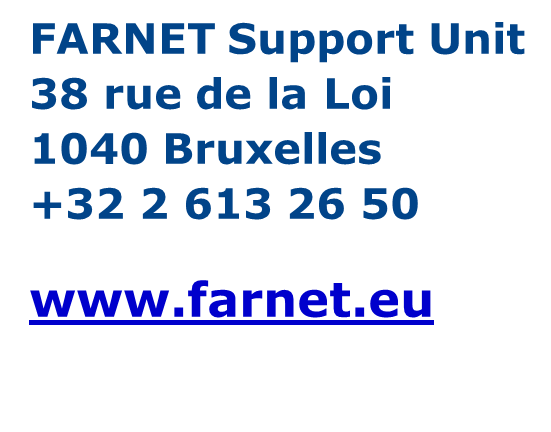 FARNET Support Unit
38 rue de la Loi
1040 Bruxelles
+32 2 613 26 50
www.farnet.eu